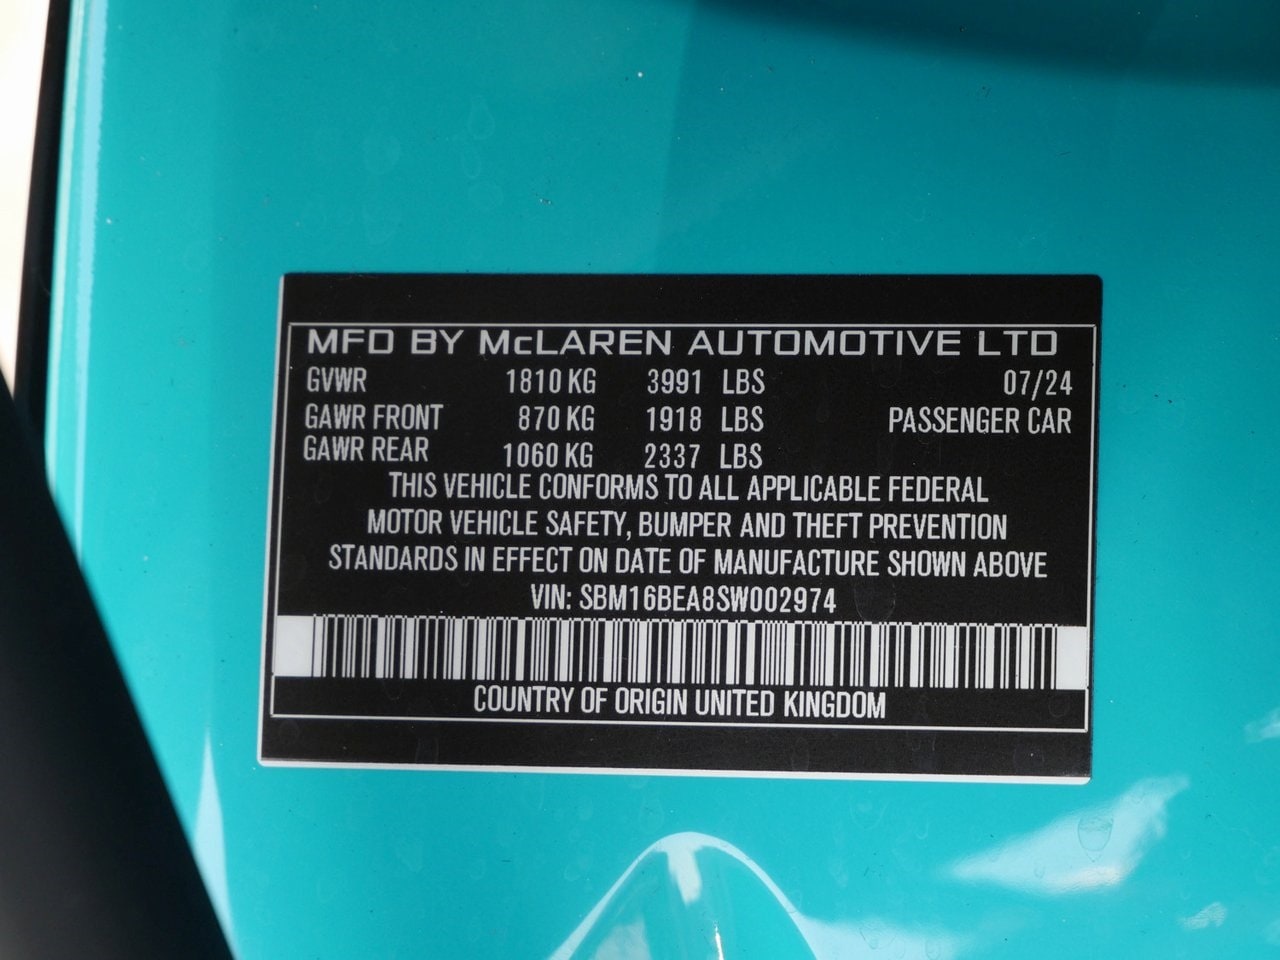 MFD BY McLAREN AUTOMOTIVE LTD
GVWR 1810 KG 3991 LBS 07/24
GAWR FRONT 870 KG 1918 LBS PASSENGER CAR
GAWR REAR 1060 KG 2337 LBS
THIS VEHICLE CONFORMS TO ALL APPLICABLE FEDERAL
MOTOR VEHICLE SAFETY, BUMPER AND THEFT PREVENTION
STANDARDS IN EFFECT ON DATE OF MANUFACTURE SHOWN ABOVE
VIN: SBM16BEA8SW002974
COUNTRY OF ORIGIN UNITED KINGDOM